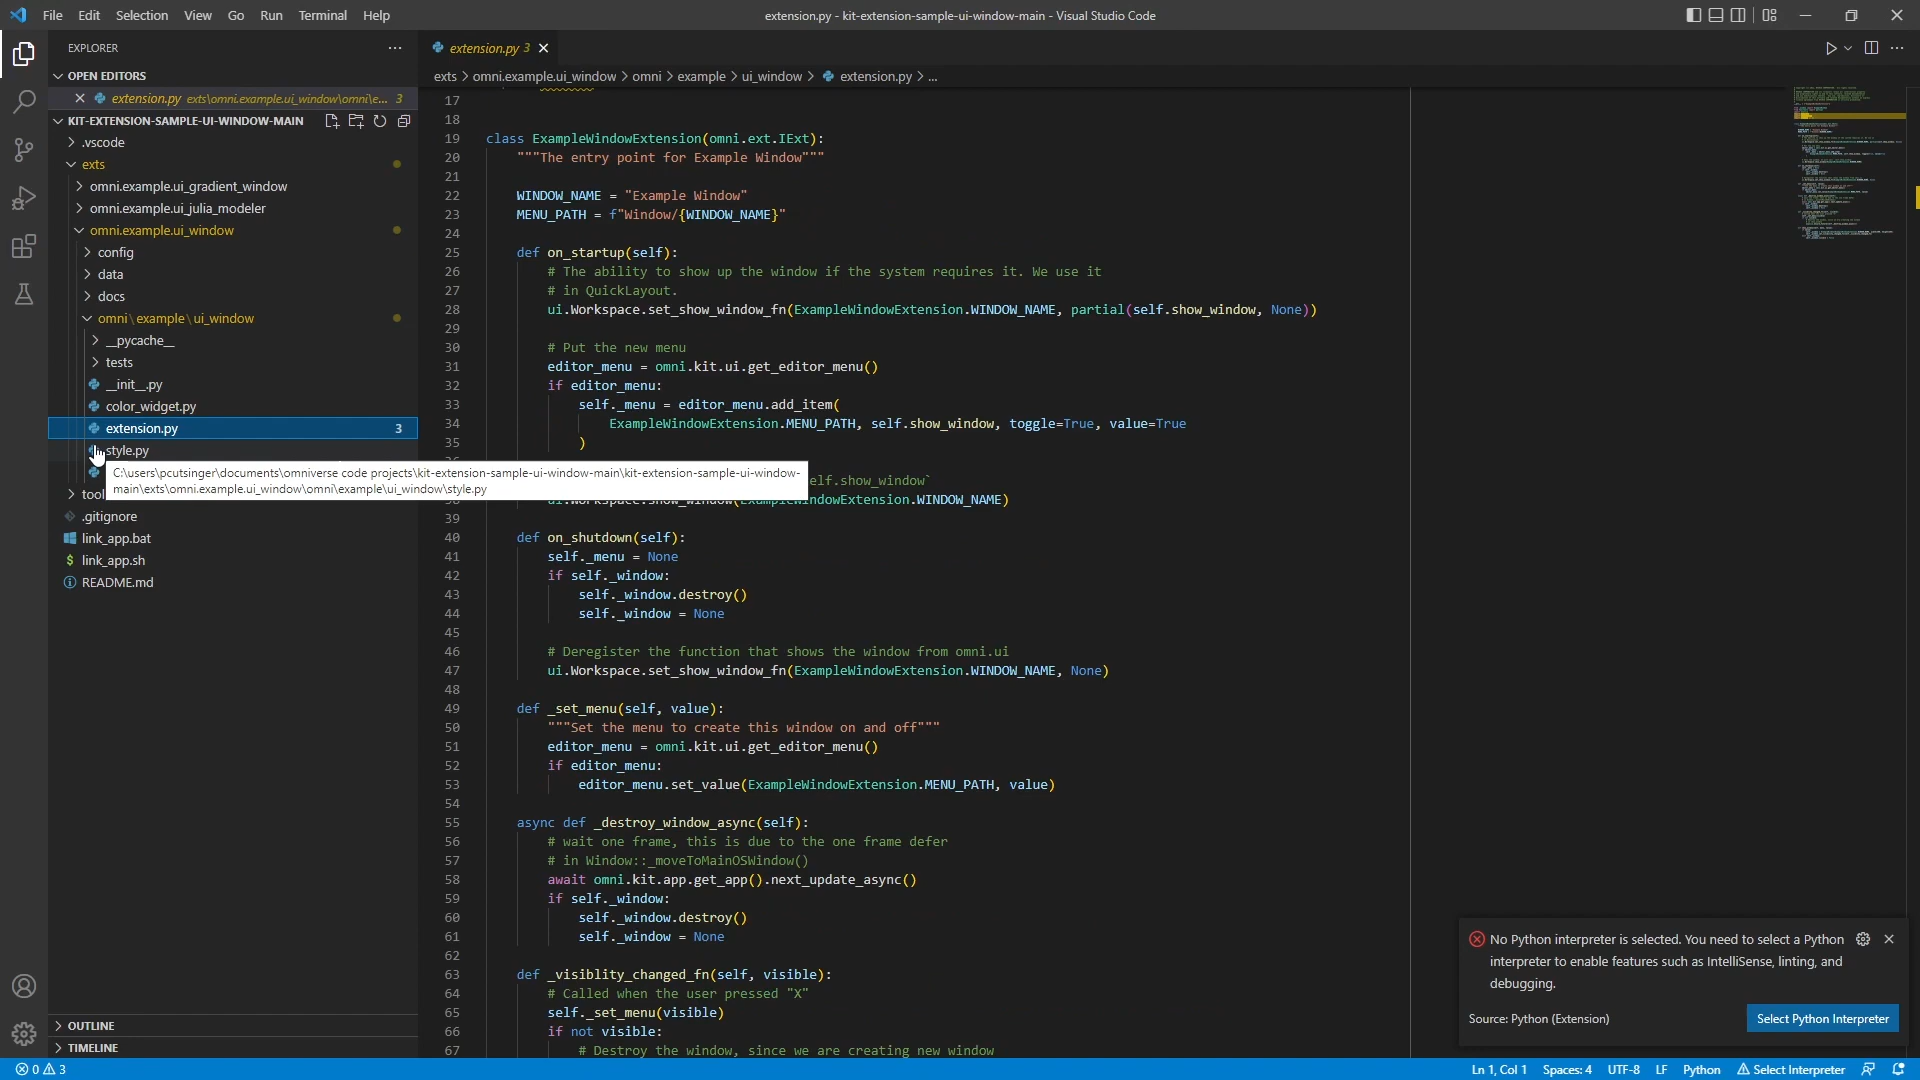 File Edit Selection View Go Run Terminal Help
extension.py - kit-extension-sample-ui-window-main - Visual Studio Code
EXPLORER
OPEN EDITORS
extension.py exts\omni.example.ui_window\omni\e... 3
KIT-EXTENSION-SAMPLE-UI-WINDOW-MAIN
.vscode
exts
omni.example.ui_gradient_window
omni.example.ui_julia_modeler
omni.example.ui_window
config
data
docs
omni\example\ui_window
__pycache__
tests
__init__.py
color_widget.py
extension.py 3
style.py
C:\users\pcutsinger\documents\omniverse code projects\kit-extension-sample-ui-window-main\kit-extension-sample-ui-window-
main\exts\omni.example.ui_window\omni\example\ui_window\style.py
.gitignore
link_app.bat
link_app.sh
README.md
OUTLINE
TIMELINE
extension.py 3
exts > omni.example.ui_window > omni > example > ui_window > extension.py > ...
17
18
19 class ExampleWindowExtension(omni.ext.IExt):
20 """The entry point for Example Window"""
21
22 WINDOW_NAME = "Example Window"
23 MENU_PATH = f"Window/{WINDOW_NAME}"
24
25 def on_startup(self):
26 # The ability to show up the window if the system requires it. We use it
27 # in QuickLayout.
28 ui.Workspace.set_show_window_fn(ExampleWindowExtension.WINDOW_NAME, partial(self.show_window, None))
29
30 # Put the new menu
31 editor_menu = omni.kit.ui.get_editor_menu()
32 if editor_menu:
33 self._menu = editor_menu.add_item(
34 ExampleWindowExtension.MENU_PATH, self.show_window, toggle=True, value=True
35 )
elf.show_window`
ExampleWindowExtension.WINDOW_NAME)
39
40 def on_shutdown(self):
41 self._menu = None
42 if self._window:
43 self._window.destroy()
44 self._window = None
45
46 # Deregister the function that shows the window from omni.ui
47 ui.Workspace.set_show_window_fn(ExampleWindowExtension.WINDOW_NAME, None)
48
49 def _set_menu(self, value):
50 """Set the menu to create this window on and off"""
51 editor_menu = omni.kit.ui.get_editor_menu()
52 if editor_menu:
53 editor_menu.set_value(ExampleWindowExtension.MENU_PATH, value)
54
55 async def _destroy_window_async(self):
56 # wait one frame, this is due to the one frame defer
57 # in Window::_moveToMainOSWindow()
58 await omni.kit.app.get_app().next_update_async()
59 if self._window:
60 self._window.destroy()
61 self._window = None
62
63 def _visiblity_changed_fn(self, visible):
64 # Called when the user pressed "X"
65 self._set_menu(visible)
66 if not visible:
67 # Destroy the window, since we are creating new window
No Python interpreter is selected. You need to select a Python
interpreter to enable features such as IntelliSense, linting, and
debugging.
Source: Python (Extension)
Select Python Interpreter
0 3
Ln 1, Col 1 Spaces: 4 UTF-8 LF Python Select Interpreter